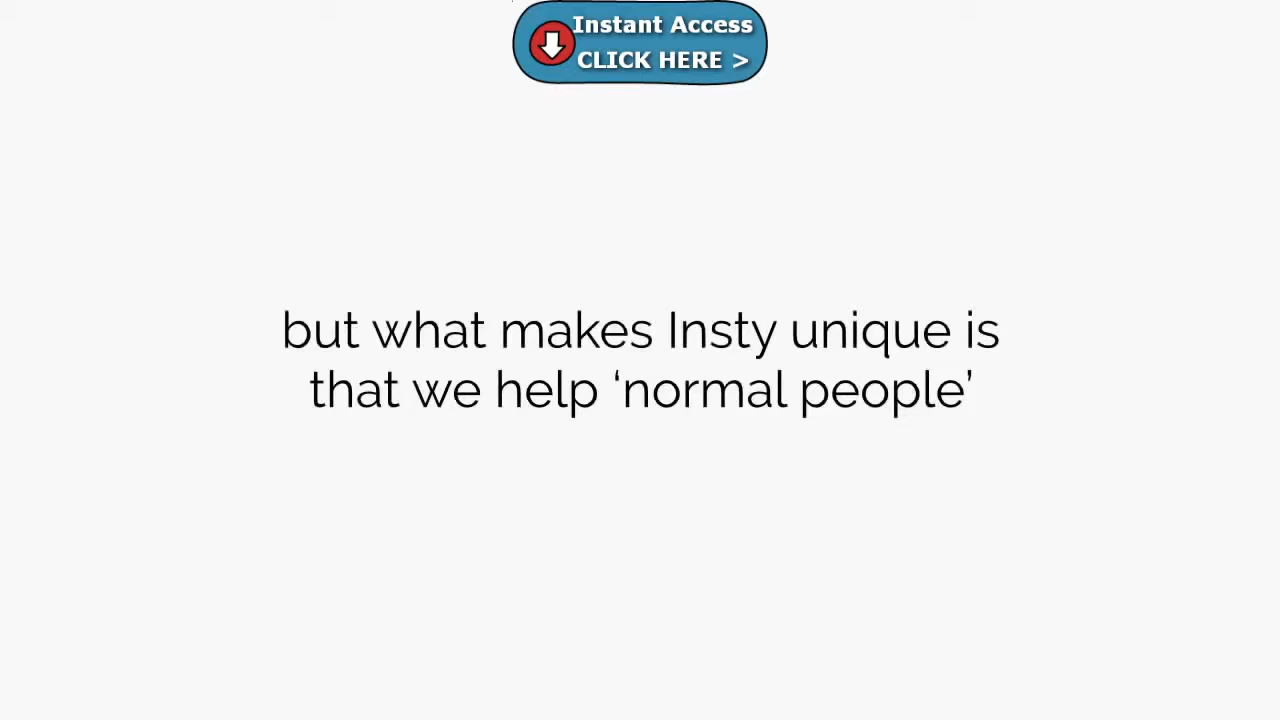 Instant Access
CLICK HERE >
but what makes Insty unique is
that we help ‘normal people’